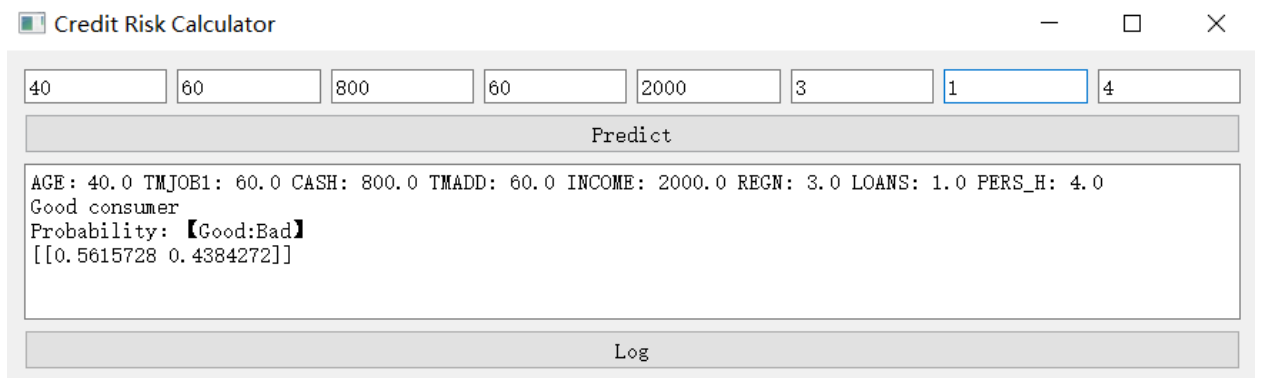 Credit Risk Calculator
40 60 800 60 2000 3 1 4
Predict
AGE: 40.0 TMJOB1: 60.0 CASH: 800.0 TMADD: 60.0 INCOME: 2000.0 REGN: 3.0 LOANS: 1.0 PERS_H: 4.0
Good consumer
Probability: 【Good:Bad】
[[0.5615728 0.4384272]]
Log